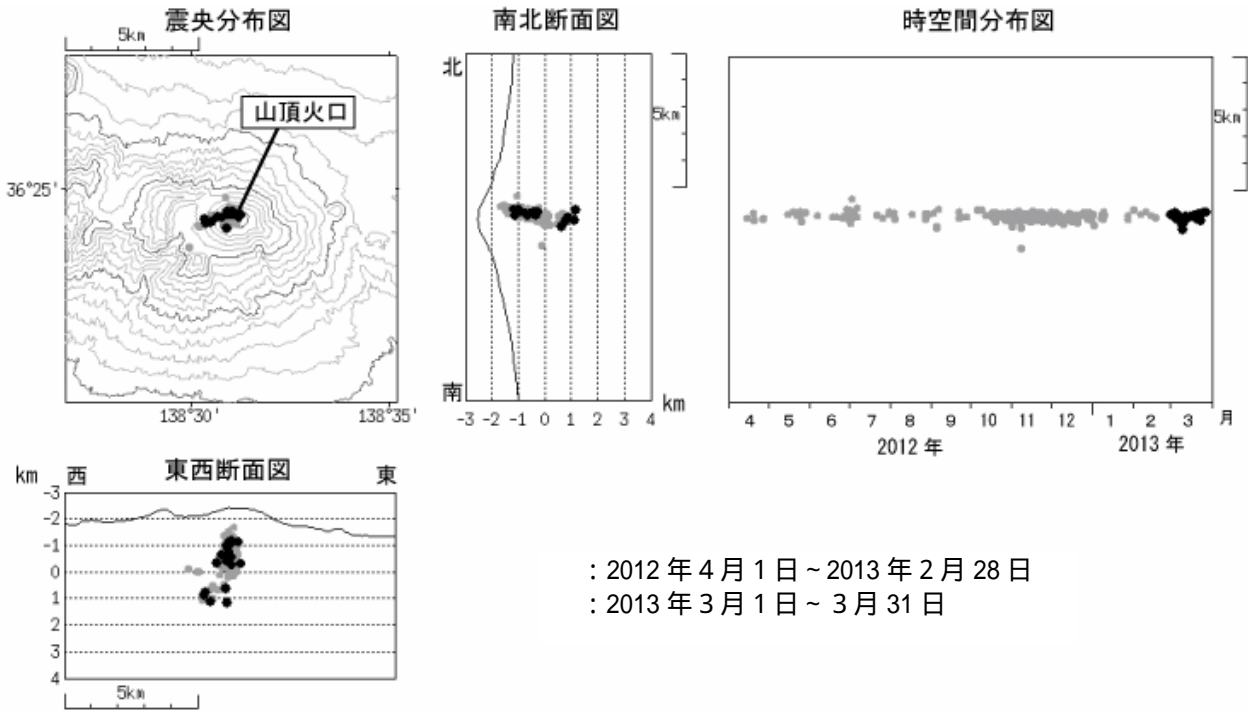 震央分布図
5km
山頂火口
36°25'
138°30'
138°35'
南北断面図
北
南
5km
-3 -2 -1 0 1 2 3 4
km
時空間分布図
5km
4 5 6 7 8 9 10 11 12 1 2 3 月
2012 年 2013 年
東西断面図
km 西 東
-3
-2
-1
0
1
2
3
4
5km
: 2012 年 4 月 1 日 ~ 2013 年 2 月 28 日
: 2013 年 3 月 1 日 ~ 3 月 31 日